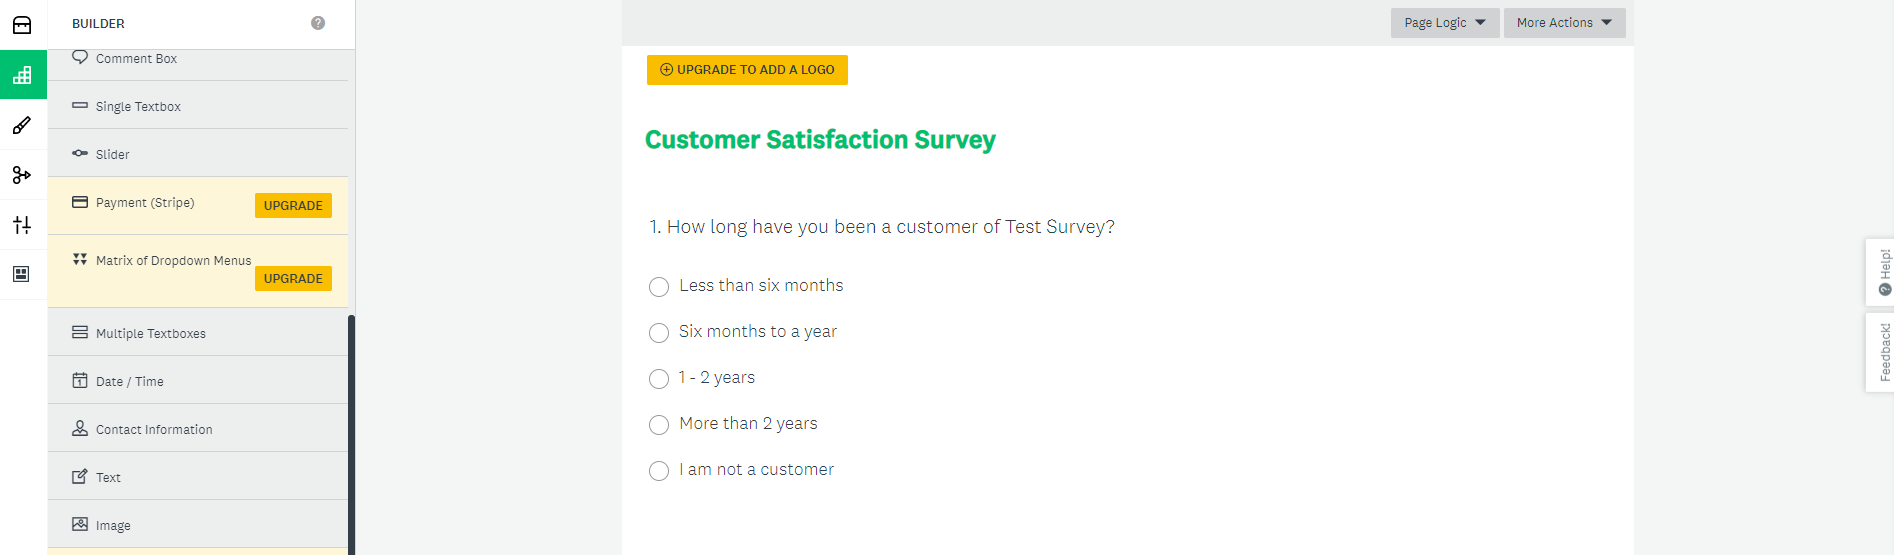 BUILDER
?
Comment Box
Single Textbox
Slider
Payment (Stripe)
UPGRADE
Matrix of Dropdown Menus
UPGRADE
Multiple Textboxes
1
Date / Time
Contact Information
Text
Image
Page Logic
More Actions
UPGRADE TO ADD A LOGO
Customer Satisfaction Survey
1. How long have you been a customer of Test Survey?
Less than six months
Six months to a year
1 - 2 years
More than 2 years
I am not a customer
? Help!
Feedback!